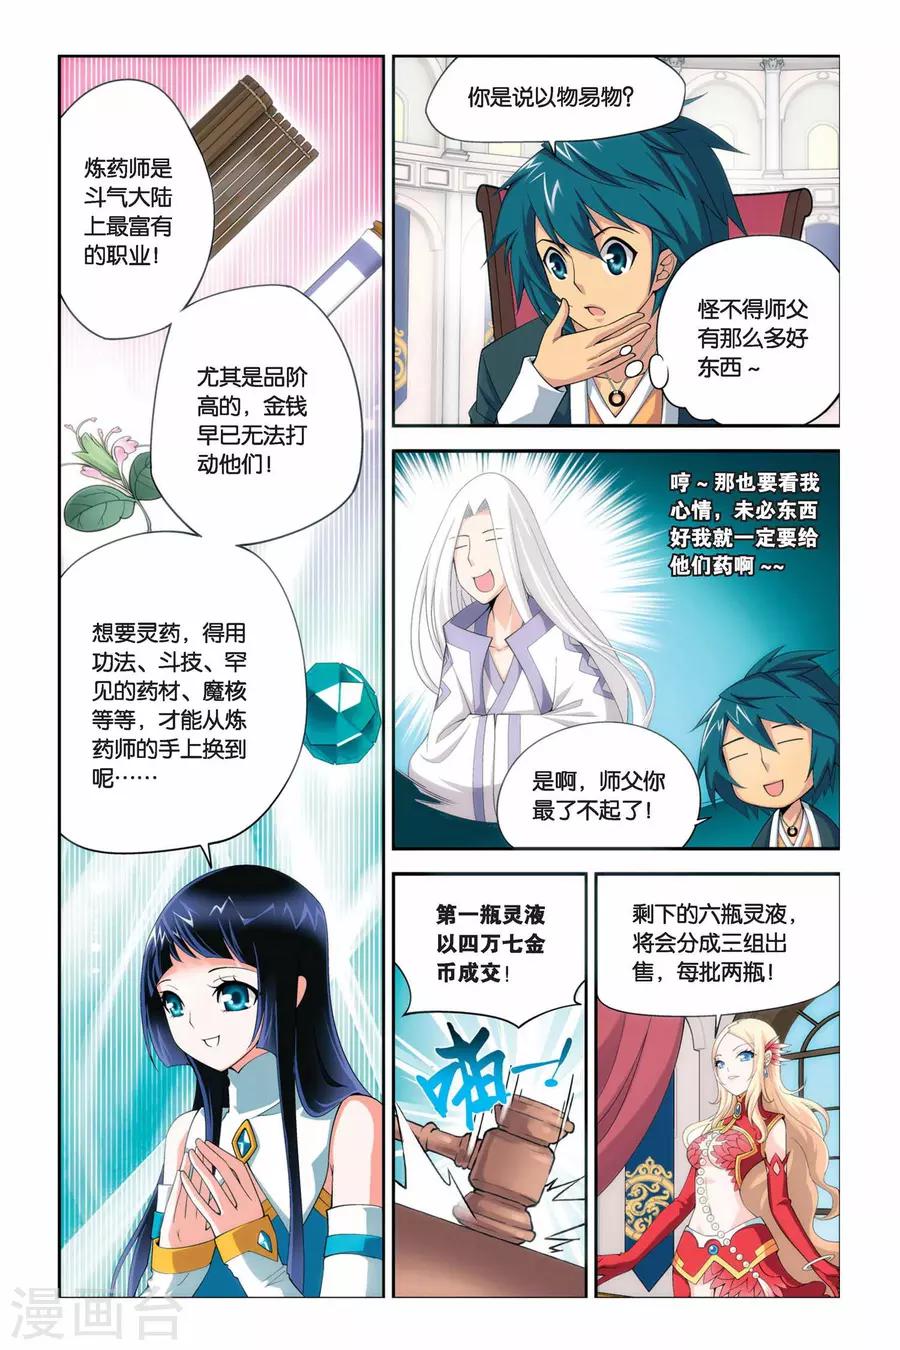 炼药师是
斗气大陆
上最富有
的职业！
尤其是品阶
高的，金钱
早已无法打
动他们！
想要灵药，得用
功法、斗技、罕
见的药材、魔核
等等，才能从炼
药师的手上换到
呢……
你是说以物易物？
怪不得师父
有那么多好
东西～
哼～那也要看我
心情，未必东西
好我就一定要给
他们药啊～～
是啊，师父你
最了不起了！
第一瓶灵液
以四万七金
币成交！
啪一！
剩下的六瓶灵液，
将会分成三组出
售，每批两瓶！
漫画台